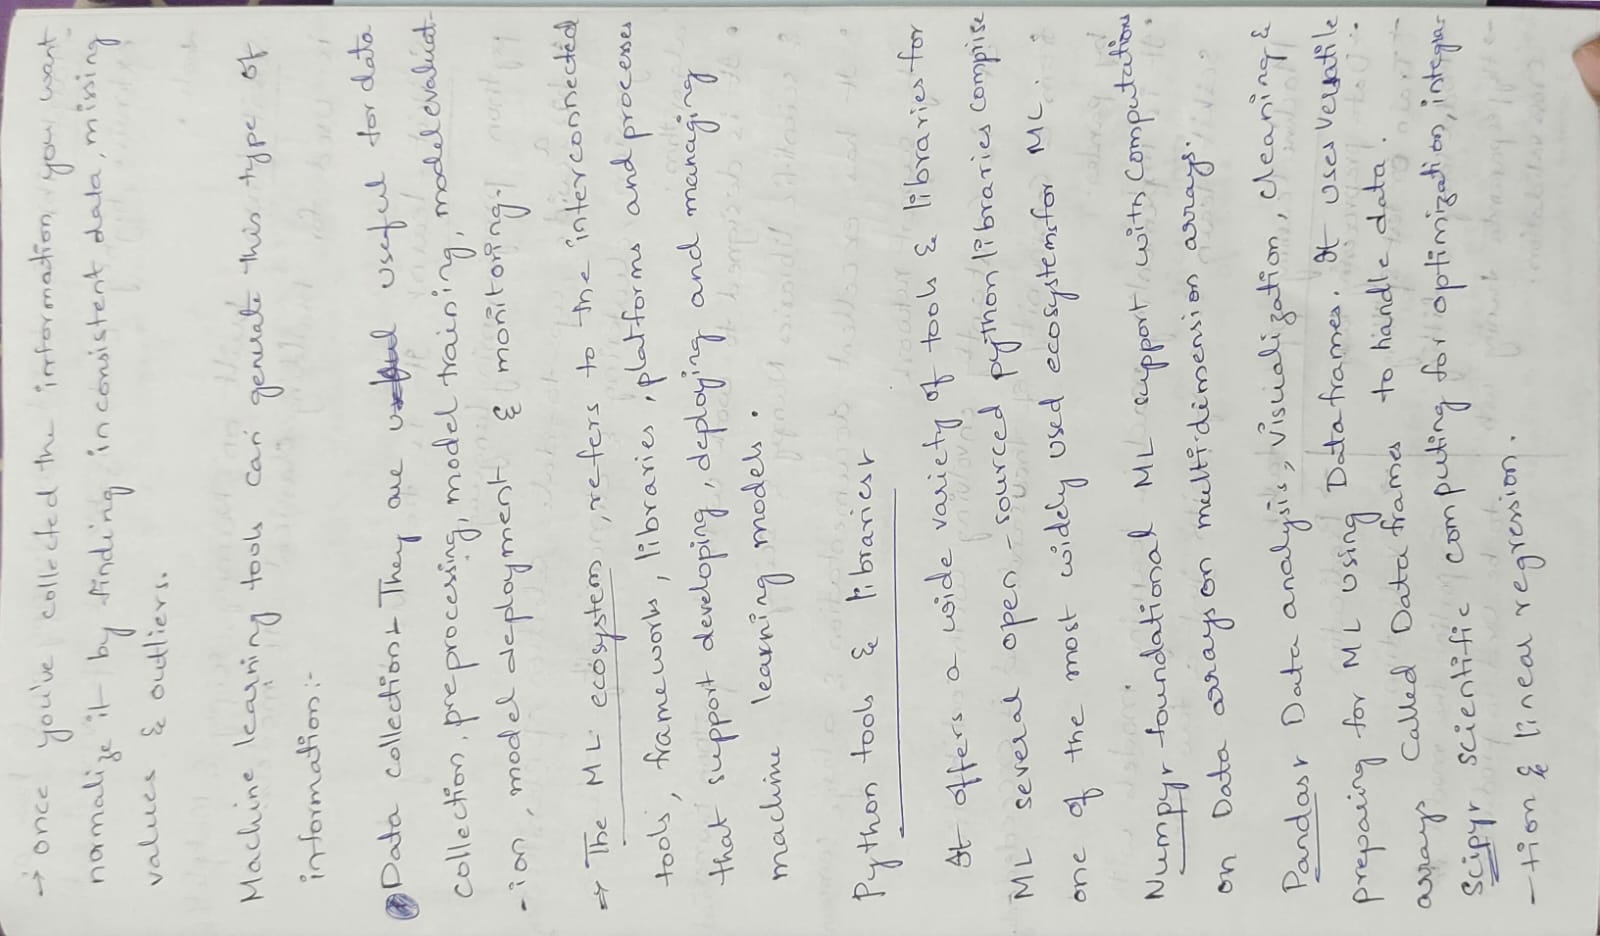 → once you've collected the information you want
normalize it by finding inconsistent data, missing
values & outliers.
Machine learning tools can generate this type of
information :-
Data collection :- They are useful useful for data
collection, preprocessing, model training, model evaluat-
-ion, model deployment & monitoring.
→ The ML ecosystem, refers to the interconnected
tools, frameworks, libraries, platforms and processes
that support developing, deploying and managing
machine learning models.
Python tools & libraries :-
It offers a wide variety of tools & libraries for
ML several open-sourced python libraries comprise
one of the most widely used ecosystems for ML.
Numpy :- foundational ML support with computations
on Data arrays on multi-dimension arrays.
Pandas :- Data analysis, visualization, cleaning &
preparing for ML using Dataframes. It uses versatile
arrays called Data frames to handle data.
Scipy :- scientific computing for optimization, integra-
-tion & linear regression.